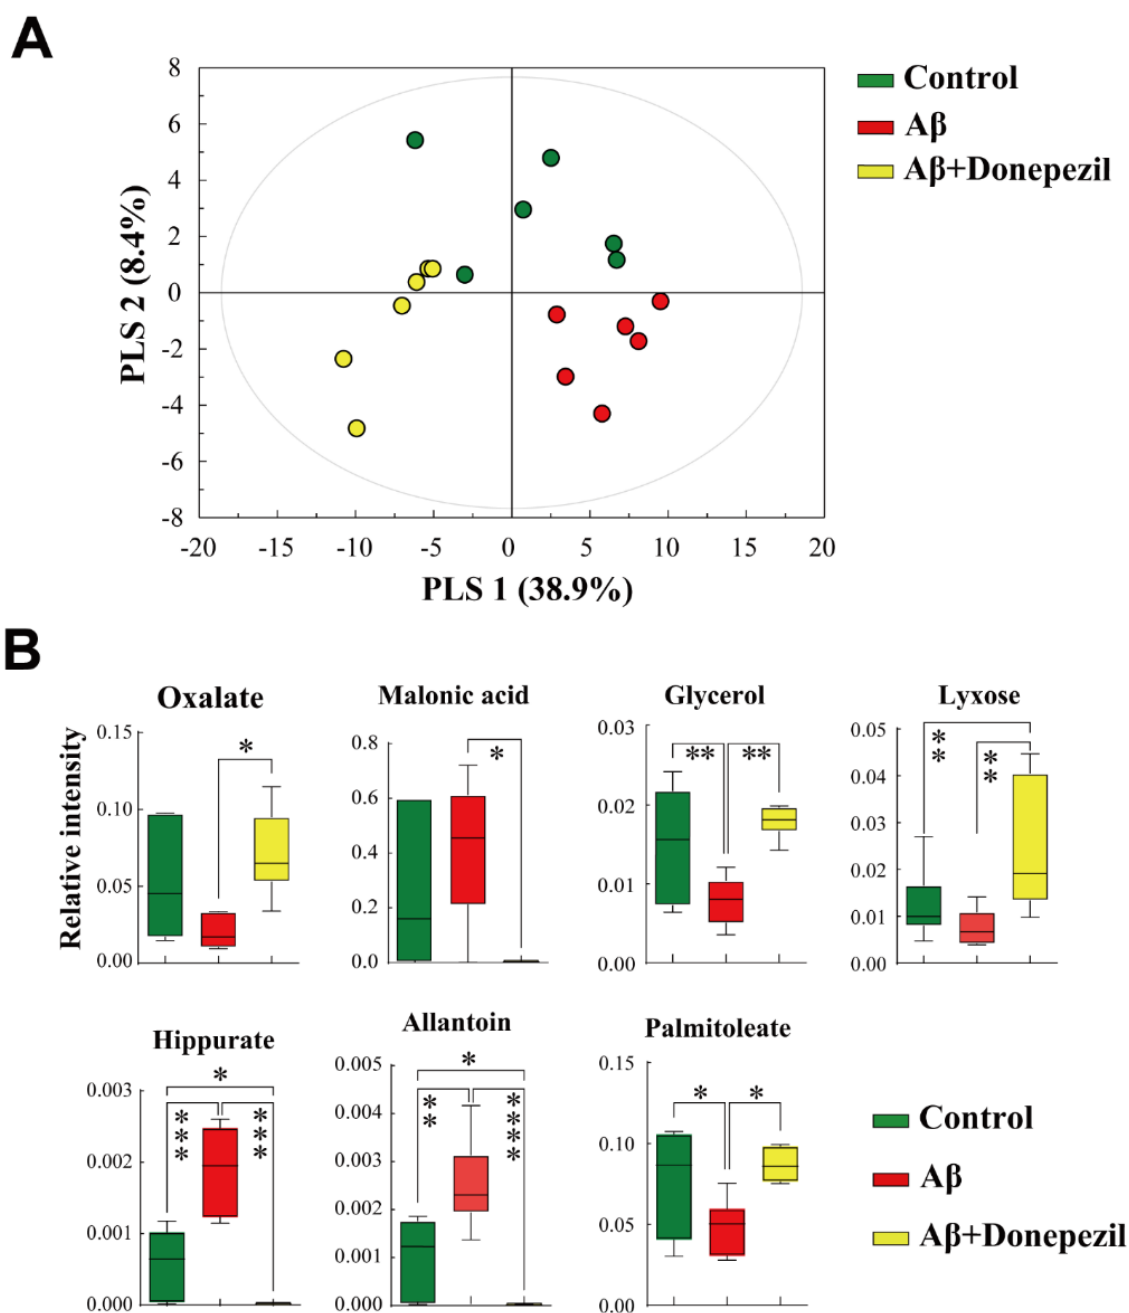 A
Control
Aβ
Aβ+Donepezil
PLS 2 (8.4%)
8
6
4
2
0
-2
-4
-6
-8
-20 -15 -10 -5 0 5 10 15 20
PLS 1 (38.9%)
B
Relative intensity
Oxalate
0.15
0.10
0.05
0.00
*
Malonic acid
0.8
0.6
0.4
0.2
0.0
*
Glycerol
0.03
0.02
0.01
0.00
** **
Lyxose
0.05
0.04
0.03
0.02
0.01
0.00
** **
Hippurate
0.003
0.002
0.001
0.000
*
*** ***
Allantoin
0.005
0.004
0.003
0.002
0.001
0.000
*
** ****
Palmitoleate
0.15
0.10
0.05
0.00
* *
Control
Aβ
Aβ+Donepezil